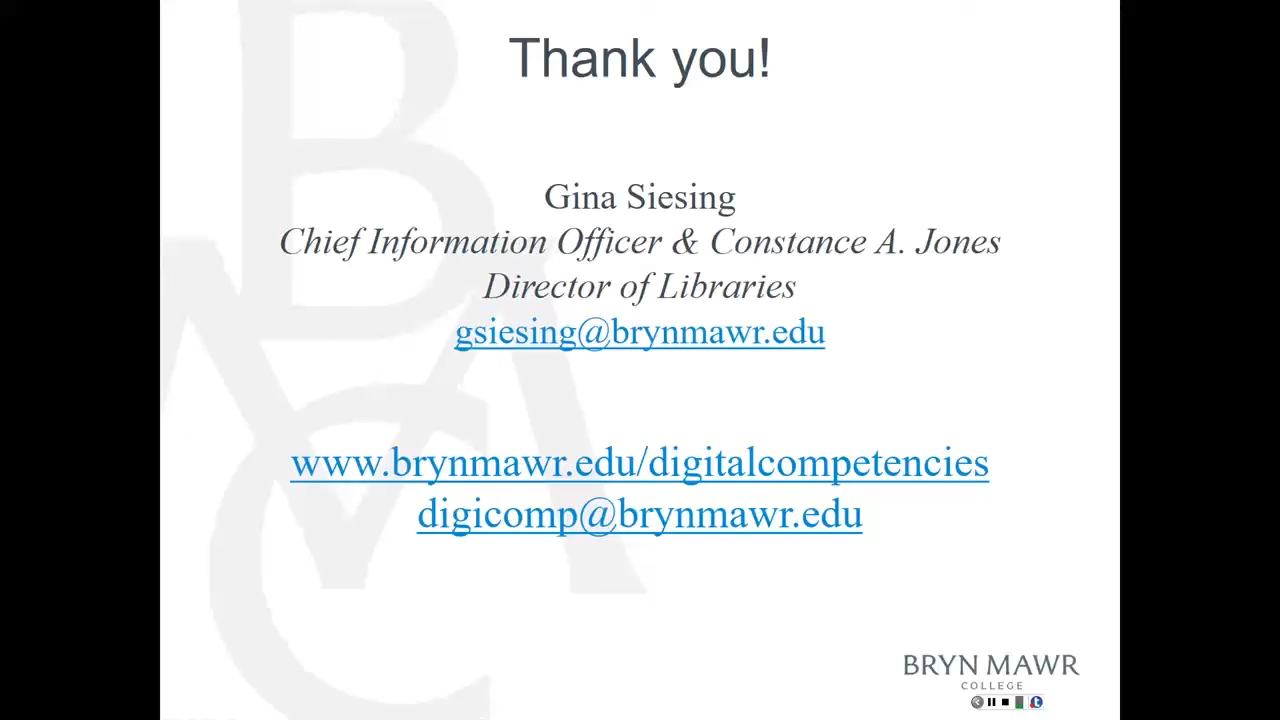 Thank you!
Gina Siesing
Chief Information Officer & Constance A. Jones
Director of Libraries
gsiesing@brynmawr.edu
www.brynmawr.edu/digitalcompetencies
digicomp@brynmawr.edu
BRYN MAWR
COLLEGE